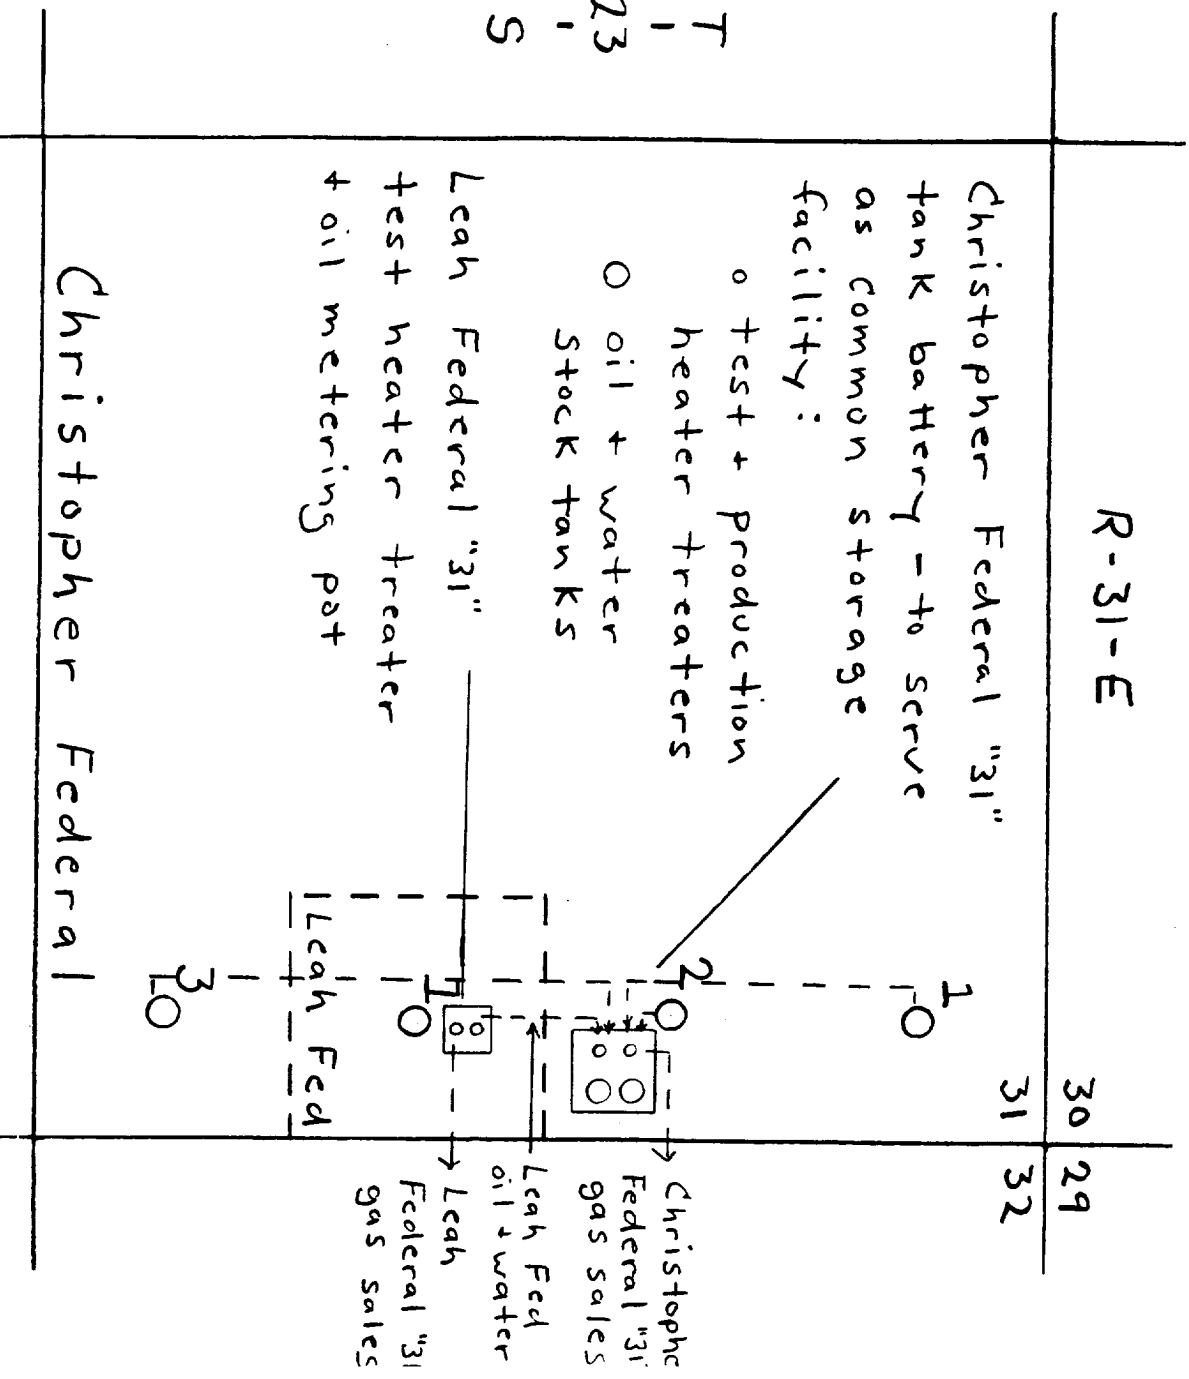 R-31-E
T
-
23
-
S
30 29
31 32
Christopher Federal "31"
tank battery - to serve
as common storage
facility:
o test + production
heater treaters
O oil + water
stock tanks
Leah Federal "31"
test heater treater
+ oil metering pot
1
2
1
3
Leah Fed
Christophe
Federal "31"
gas sales
Leah Fed
oil + water
Leah
Federal "31
gas sales
Christopher Federal